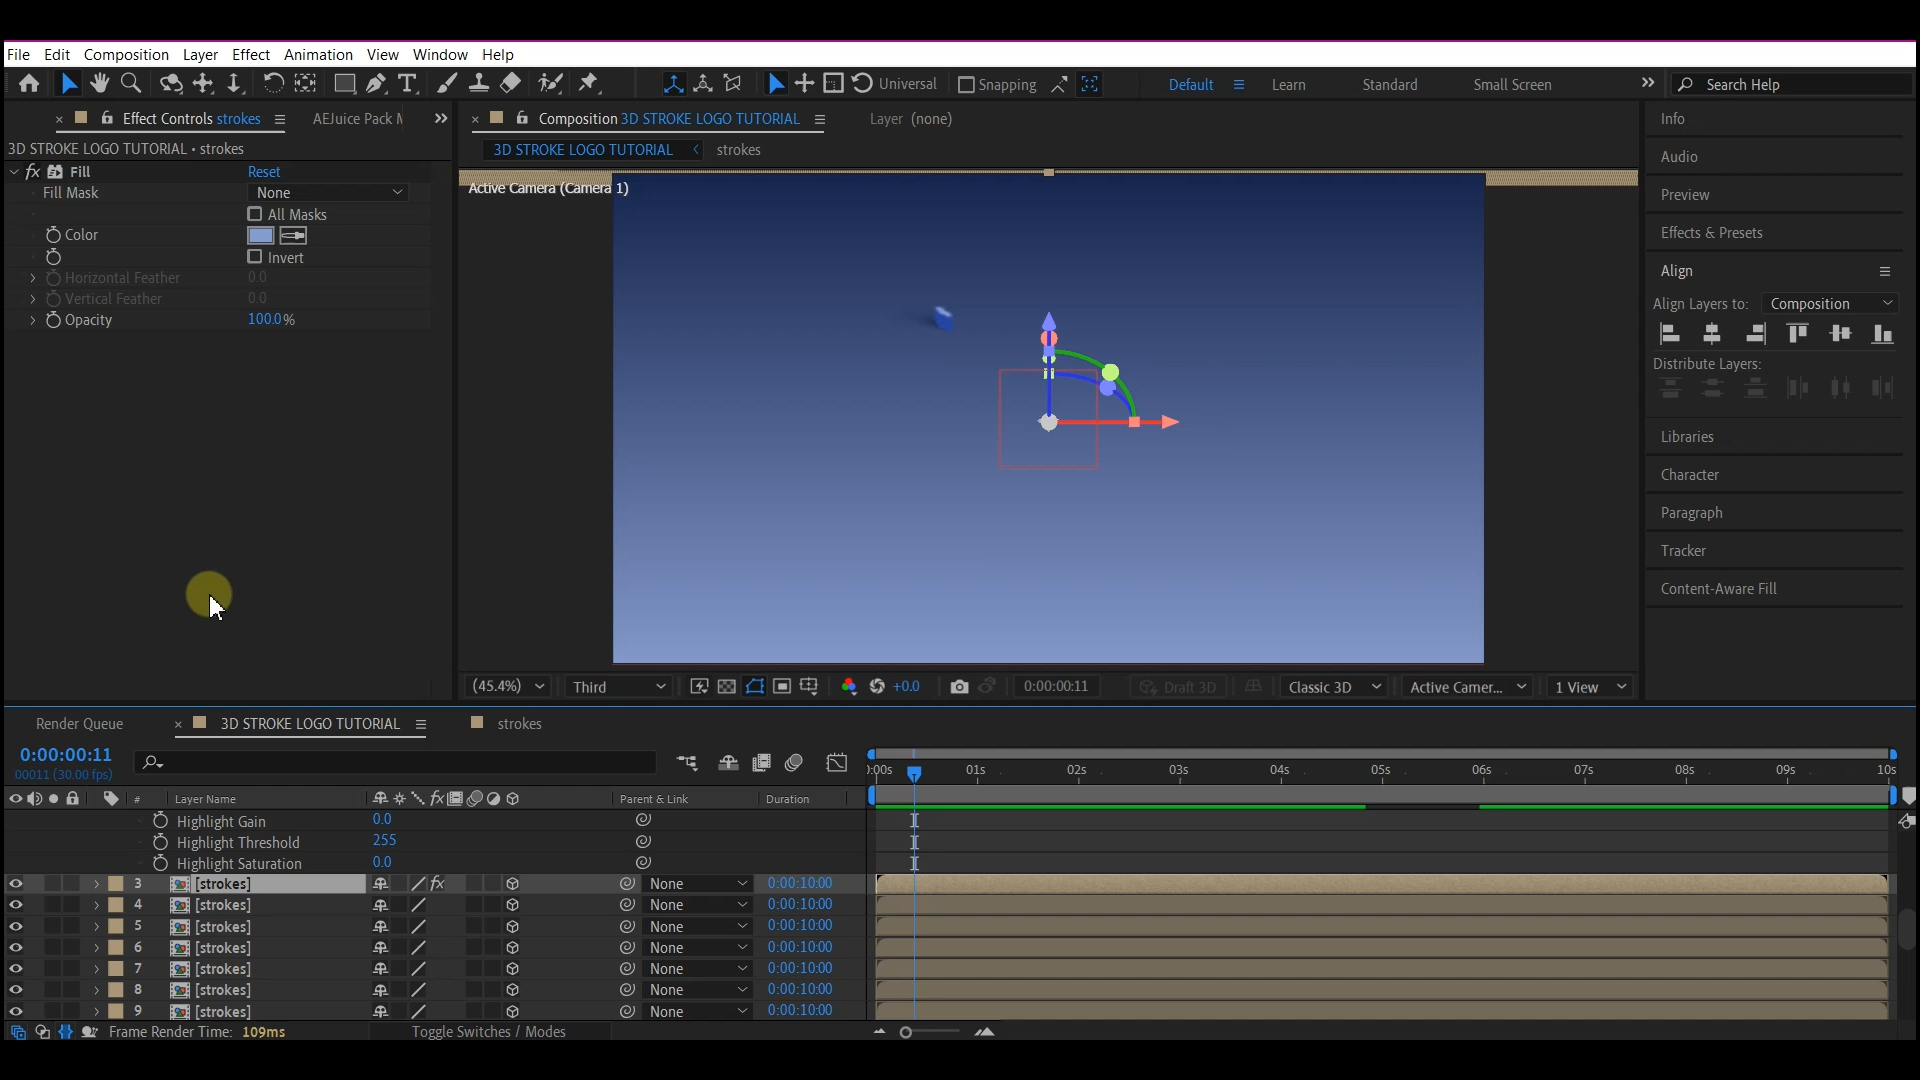 File Edit Composition Layer Effect Animation View Window Help
Universal Snapping Default Learn Standard Small Screen Search Help
Effect Controls strokes AEJuice Pack Composition 3D STROKE LOGO TUTORIAL Layer (none) Info
3D STROKE LOGO TUTORIAL • strokes
3D STROKE LOGO TUTORIAL strokes
Audio
fx Fill Reset
Active Camera (Camera 1)
Fill Mask None
Preview
All Masks
Color
Effects & Presets
Invert
Horizontal Feather 0.0
Align
Vertical Feather 0.0
Align Layers to: Composition
Opacity 100.0%
Distribute Layers:
Libraries
Character
Paragraph
Tracker
Content-Aware Fill
(45.4%) Third +0.0 0:00:00:11 Draft 3D Classic 3D Active Camer... 1 View
Render Queue 3D STROKE LOGO TUTORIAL strokes
0:00:00:11
00011 (30.00 fps)
:00s 01s 02s 03s 04s 05s 06s 07s 08s 09s 10s
# Layer Name fx Parent & Link Duration
Highlight Gain 0.0
Highlight Threshold 255
Highlight Saturation 0.0
3 [strokes] fx None 0:00:10:00
4 [strokes] None 0:00:10:00
5 [strokes] None 0:00:10:00
6 [strokes] None 0:00:10:00
7 [strokes] None 0:00:10:00
8 [strokes] None 0:00:10:00
9 [strokes] None 0:00:10:00
Frame Render Time: 109ms Toggle Switches / Modes